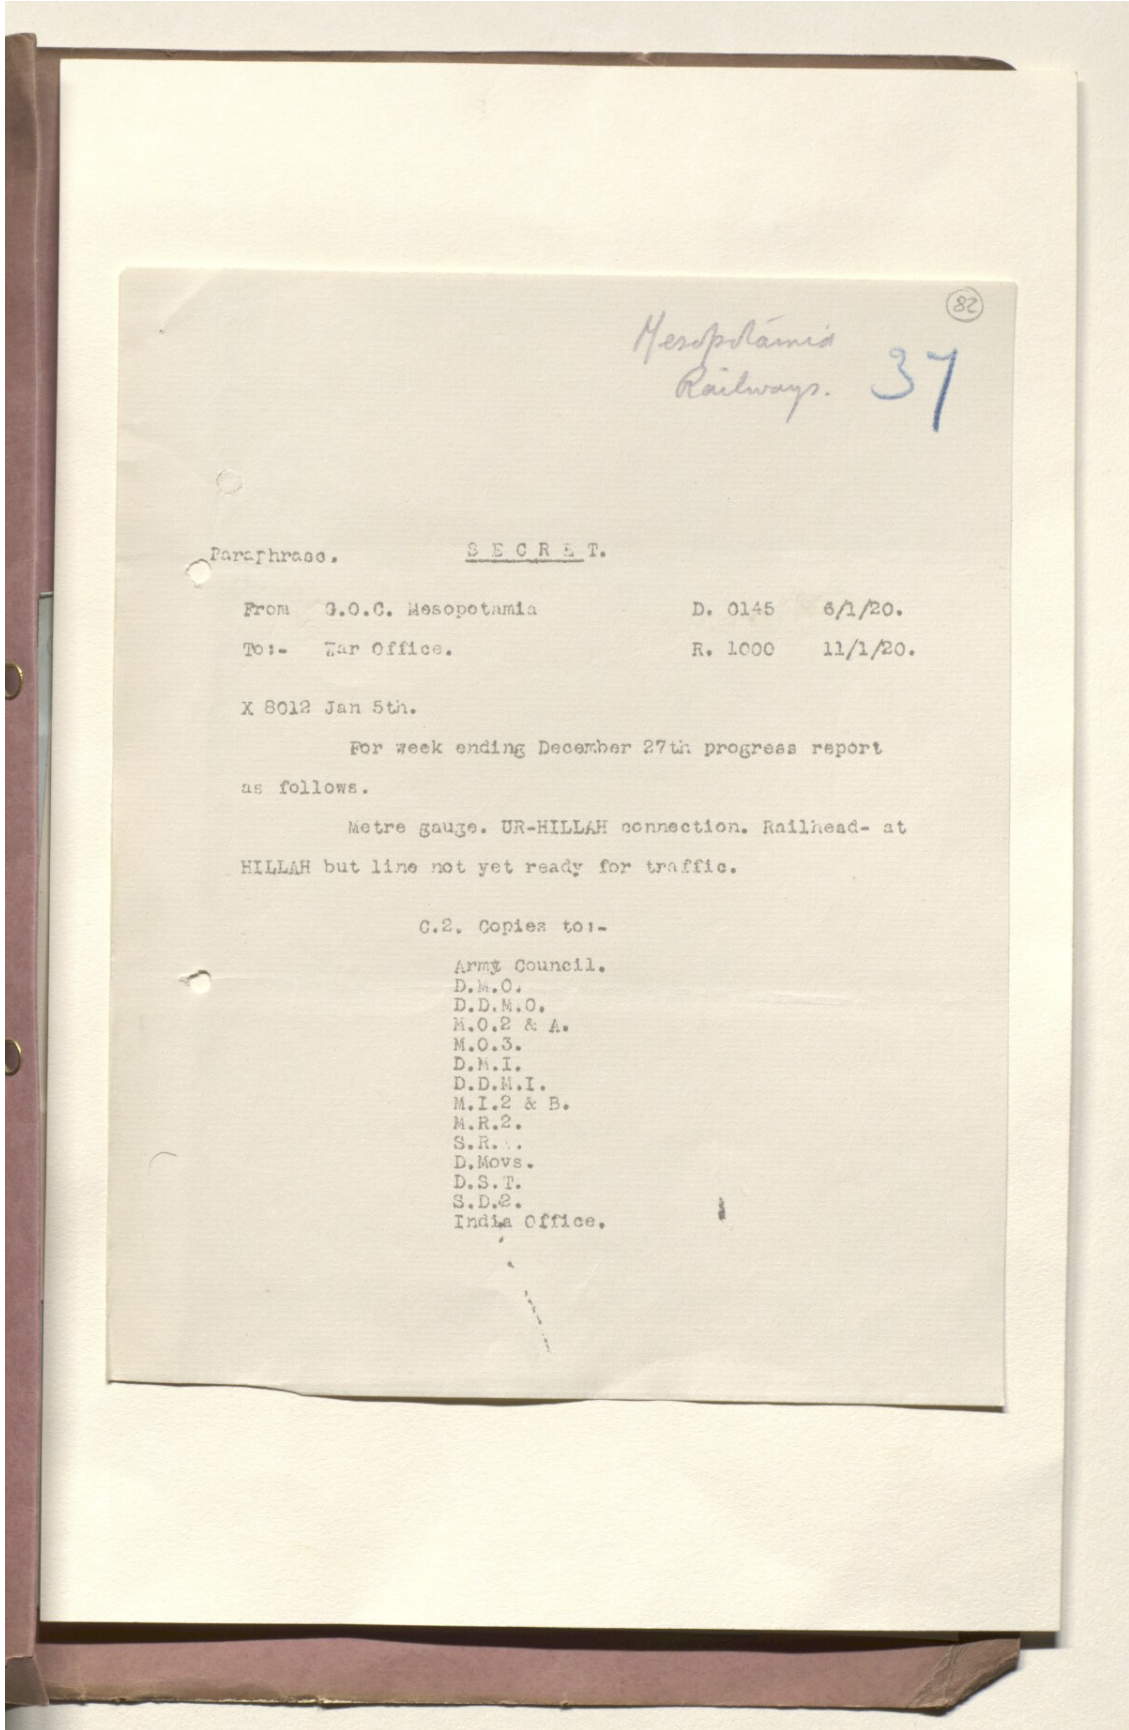 82
Mesopotamia
Railways.
37
Paraphrase. SECRET.
From G.O.C. Mesopotamia D. 0145 6/1/20.
To:- War Office. R. 1000 11/1/20.
X 8012 Jan 5th.
For week ending December 27th progress report
as follows.
Metre gauge. UR-HILLAH connection. Railhead- at
HILLAH but line not yet ready for traffic.
C.2. Copies to:-
Army Council.
D.M.O.
D.D.M.O.
M.O.2 & A.
M.O.3.
D.M.I.
D.D.M.I.
M.I.2 & B.
M.R.2.
S.R.
D.Movs.
D.S.T.
S.D.2.
India Office.